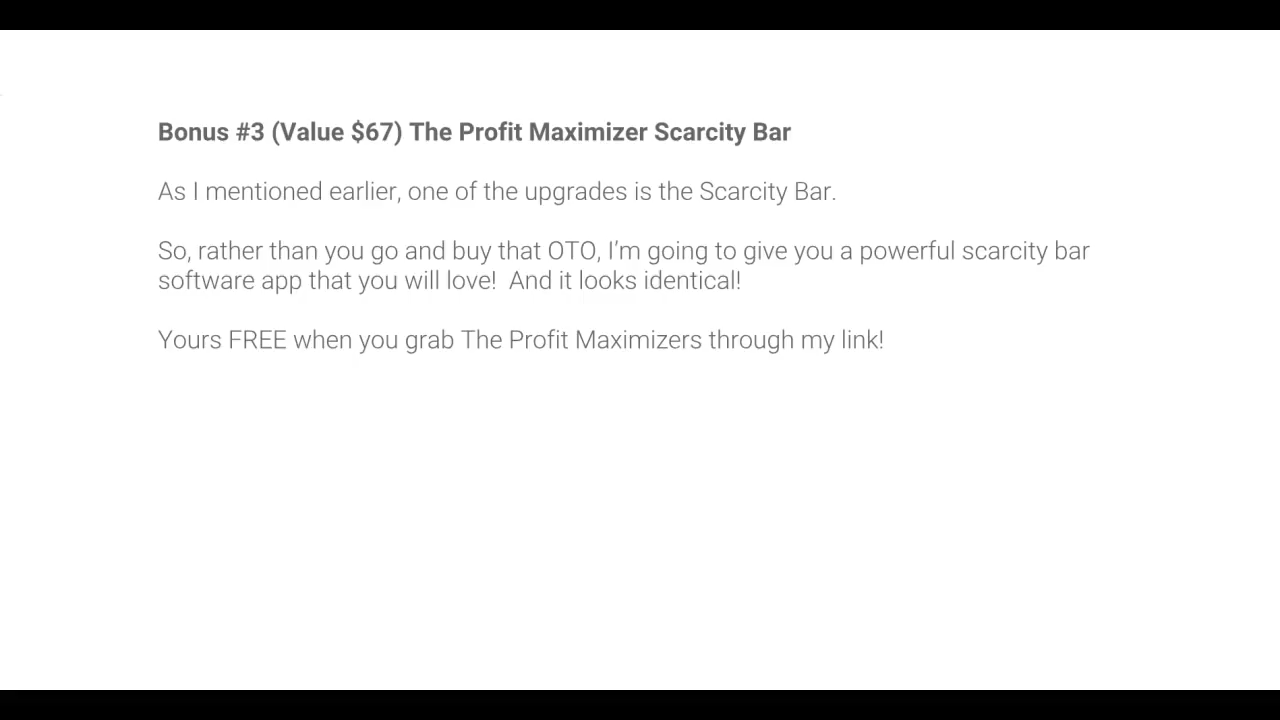 Bonus #3 (Value $67) The Profit Maximizer Scarcity Bar
As I mentioned earlier, one of the upgrades is the Scarcity Bar.
So, rather than you go and buy that OTO, I’m going to give you a powerful scarcity bar
software app that you will love!  And it looks identical!
Yours FREE when you grab The Profit Maximizers through my link!